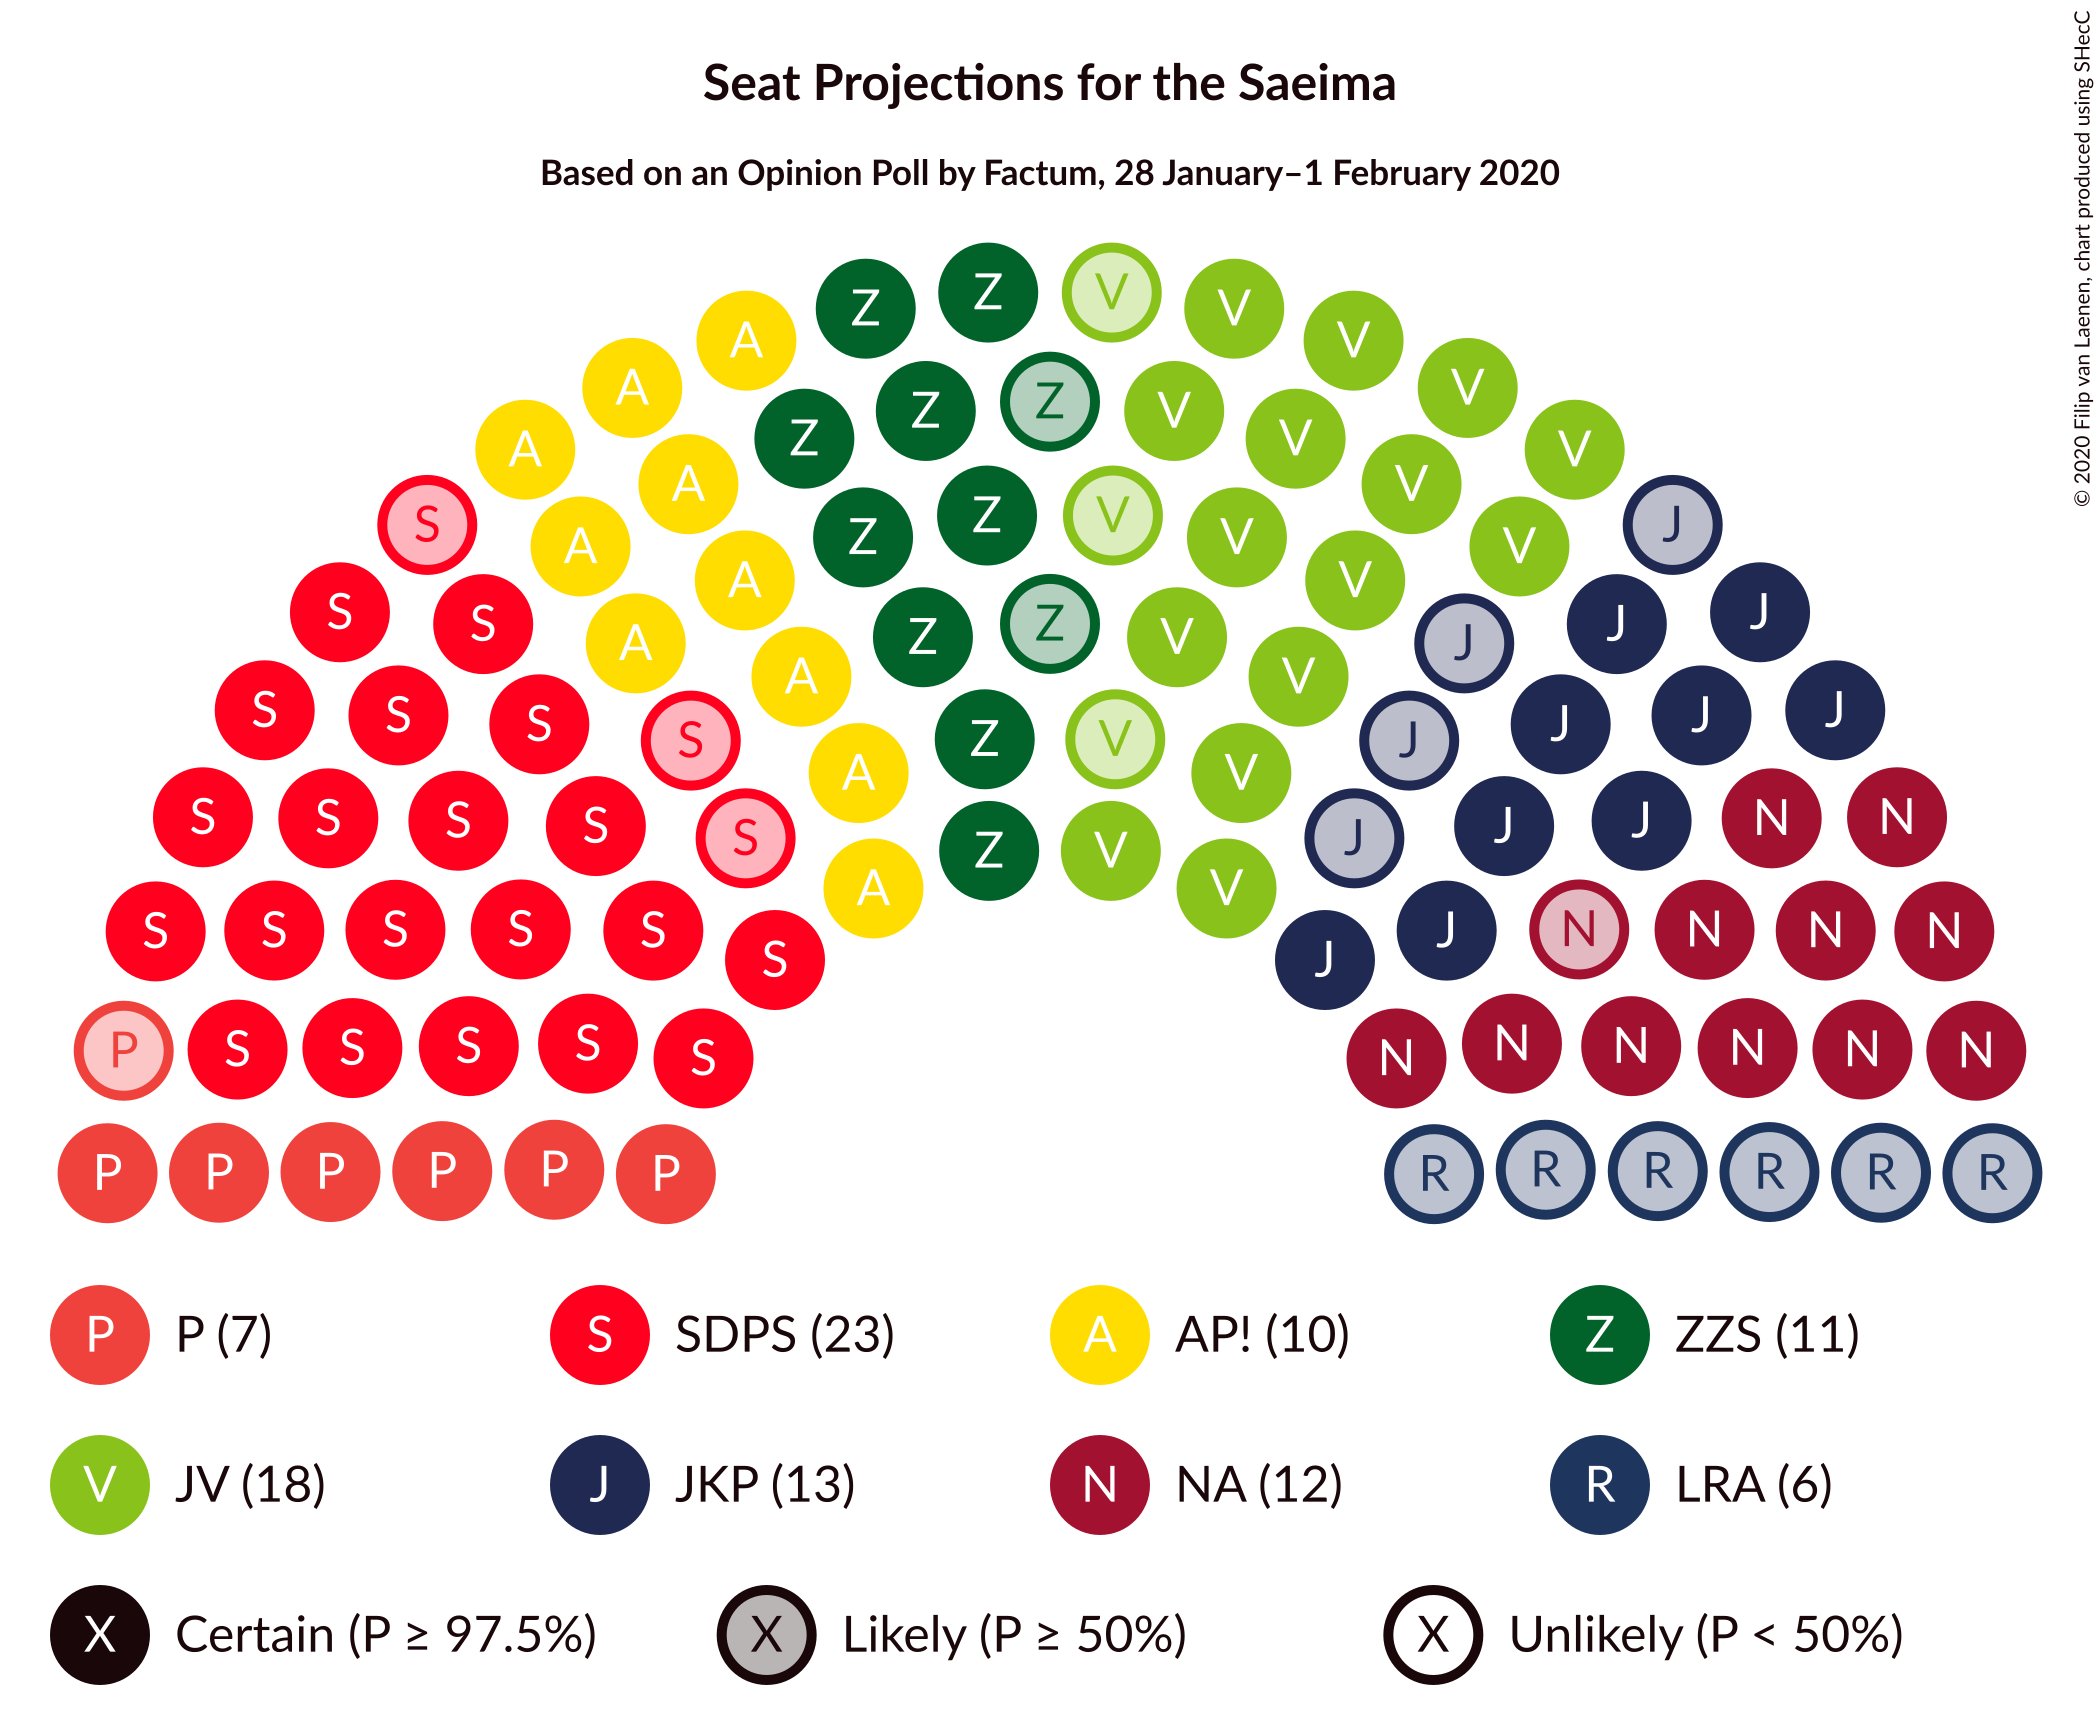 Seat Projections for the Saeima
Based on an Opinion Poll by Factum, 28 January–1 February 2020
© 2020 Filip van Laenen, chart produced using SHecC
Z Z V V
A A V V
Z Z Z V V
A A V V
S A Z Z V V V J
S S A A V V J J
S S S A Z Z V V J J J J
S S S S S A Z V V J J J N N
S S S S S S A Z V V J J N N N N
P S S S S S N N N N N N
P P P P P P R R R R R R
P P (7) S SDPS (23) A AP! (10) Z ZZS (11)
V JV (18) J JKP (13) N NA (12) R LRA (6)
X Certain (P ≥ 97.5%) X Likely (P ≥ 50%) X Unlikely (P < 50%)